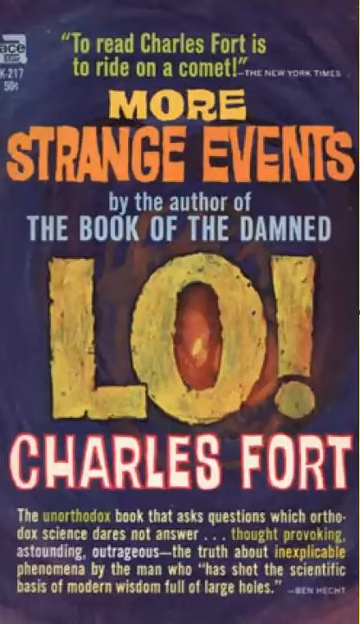 ace
K-217
50¢
“To read Charles Fort is
to ride on a comet!” —THE NEW YORK TIMES
MORE
STRANGE EVENTS
by the author of
THE BOOK OF THE DAMNED
LO!
CHARLES FORT
The unorthodox book that asks questions which ortho-
dox science dares not answer . . . thought provoking,
astounding, outrageous—the truth about inexplicable
phenomena by the man who “has shot the scientific
basis of modern wisdom full of large holes.” —BEN HECHT